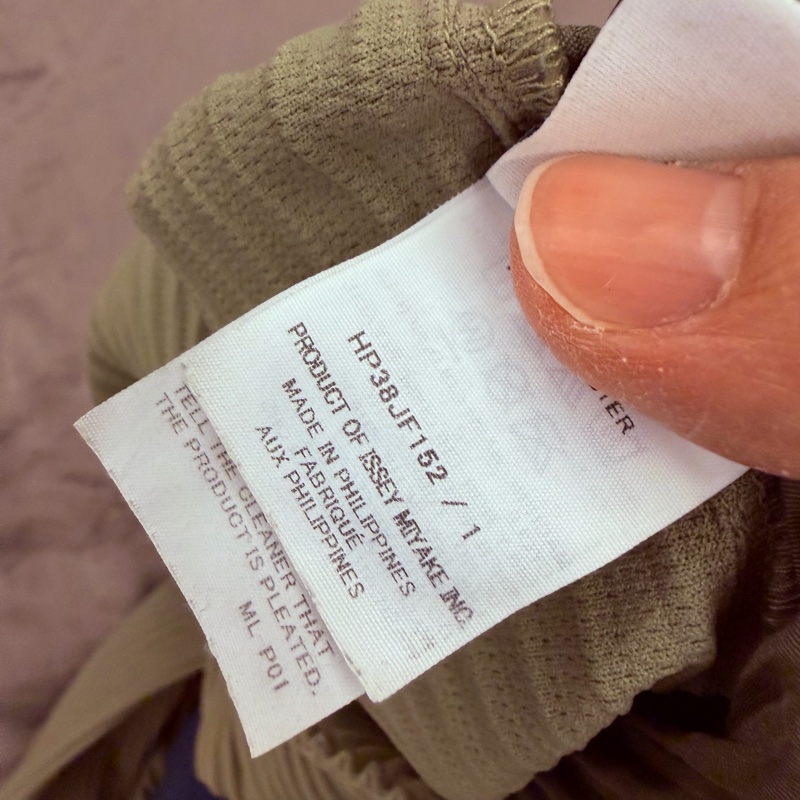 HP38JF152 / 1
PRODUCT OF ISSEY MIYAKE INC.
MADE IN PHILIPPINES
FABRIQUÉ
AUX PHILIPPINES
TELL THE CLEANER THAT
THE PRODUCT IS PLEATED.
ML P01